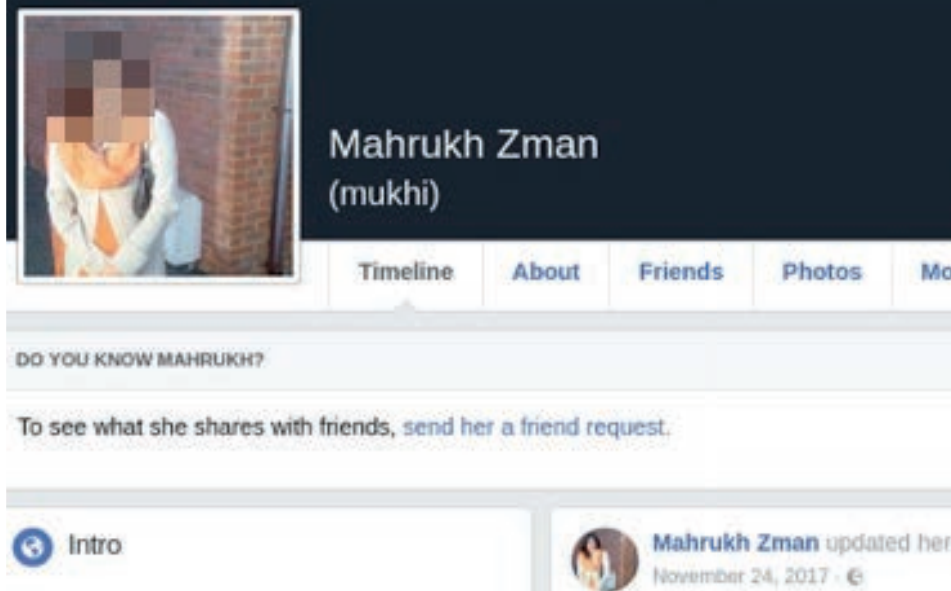 Mahrukh Zman
(mukhi)
Timeline About Friends Photos Mo
DO YOU KNOW MAHRUKH?
To see what she shares with friends, send her a friend request.
Intro
Mahrukh Zman updated her
November 24, 2017